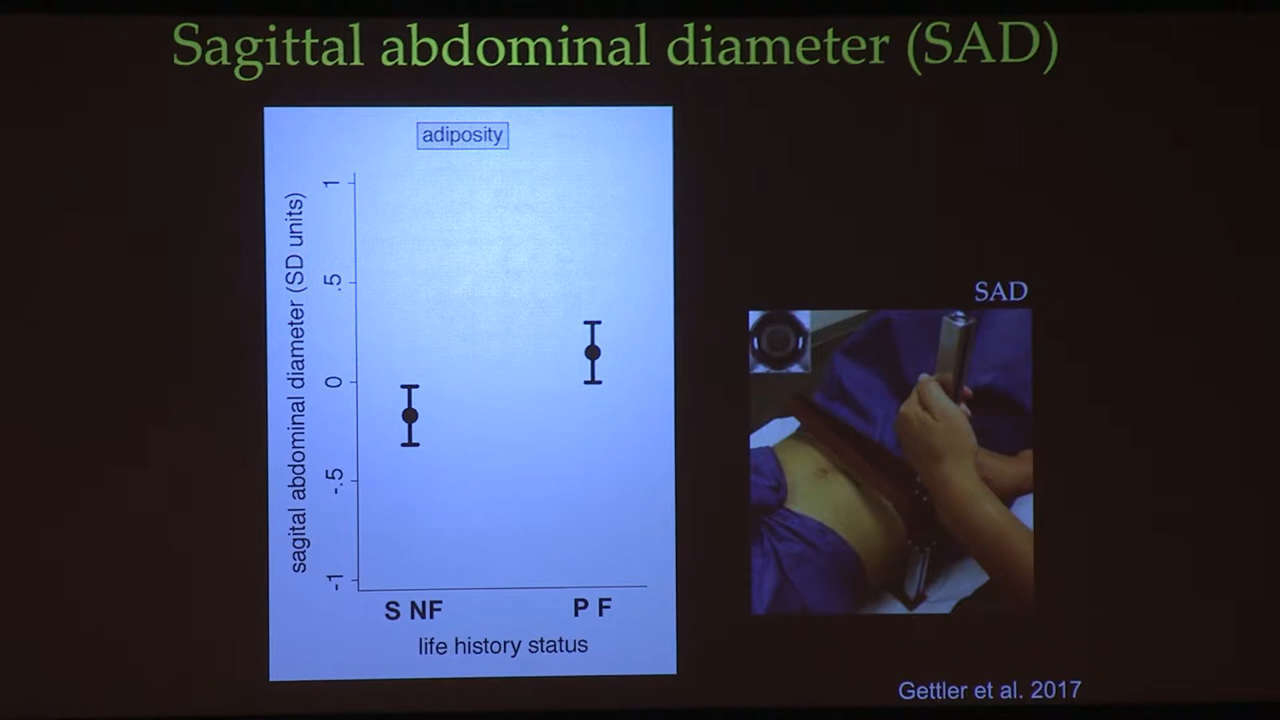 Sagittal abdominal diameter (SAD)
adiposity
sagital abdominal diameter (SD units)
1
.5
0
-.5
-1
S NF
P F
life history status
SAD
Gettler et al. 2017